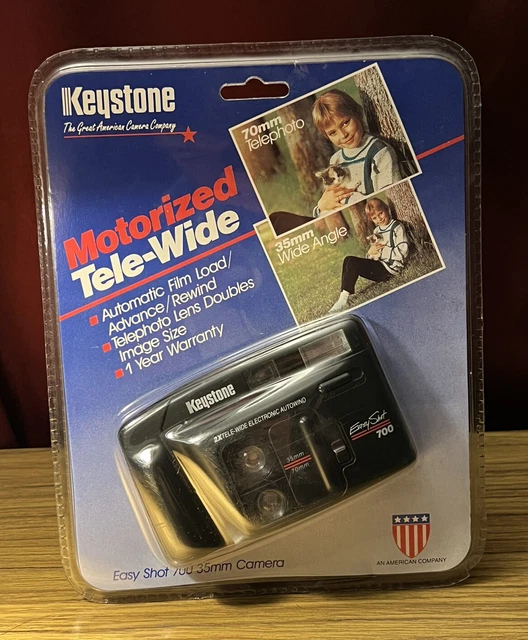 Keystone
The Great American Camera Company
70mm
Telephoto
35mm
Wide Angle
Motorized
Tele-Wide
Automatic Film Load/
Advance/Rewind
Telephoto Lens Doubles
Image Size
1 Year Warranty
Keystone
2XTELE-WIDE ELECTRONIC AUTOWIND
35mm
70mm
Easy Shot
700
Easy Shot 700 35mm Camera
AN AMERICAN COMPANY